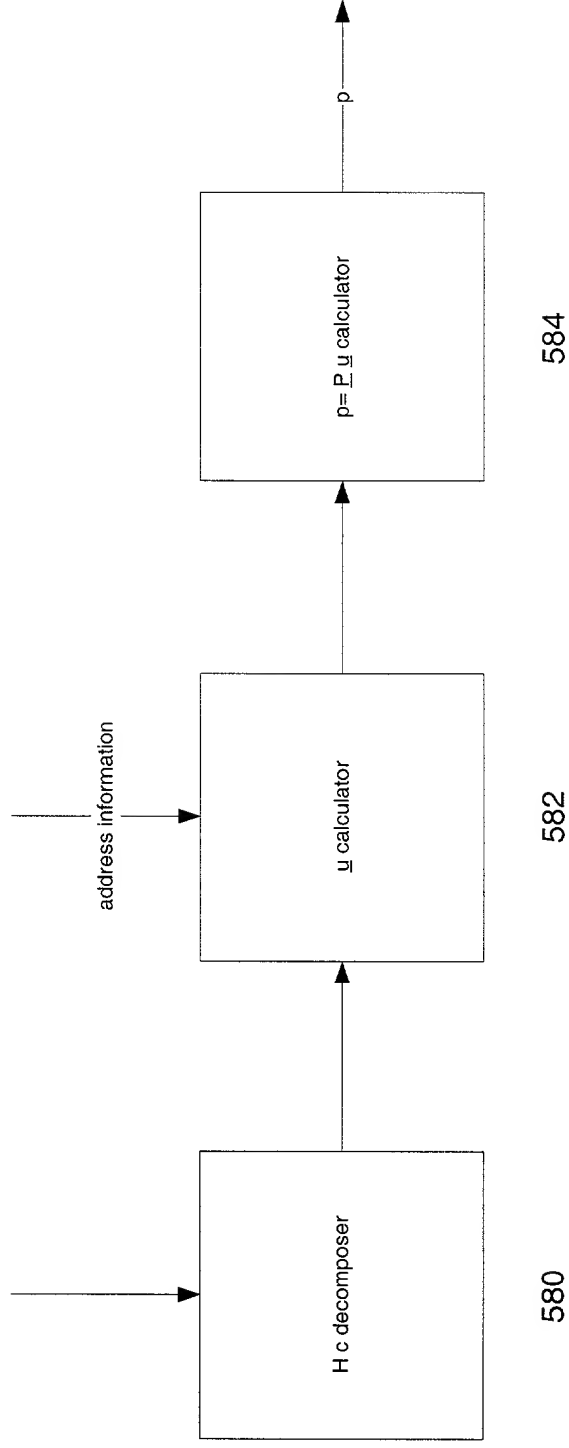 H c decomposer
580
address information
u calculator
582
p= P u calculator
584
p